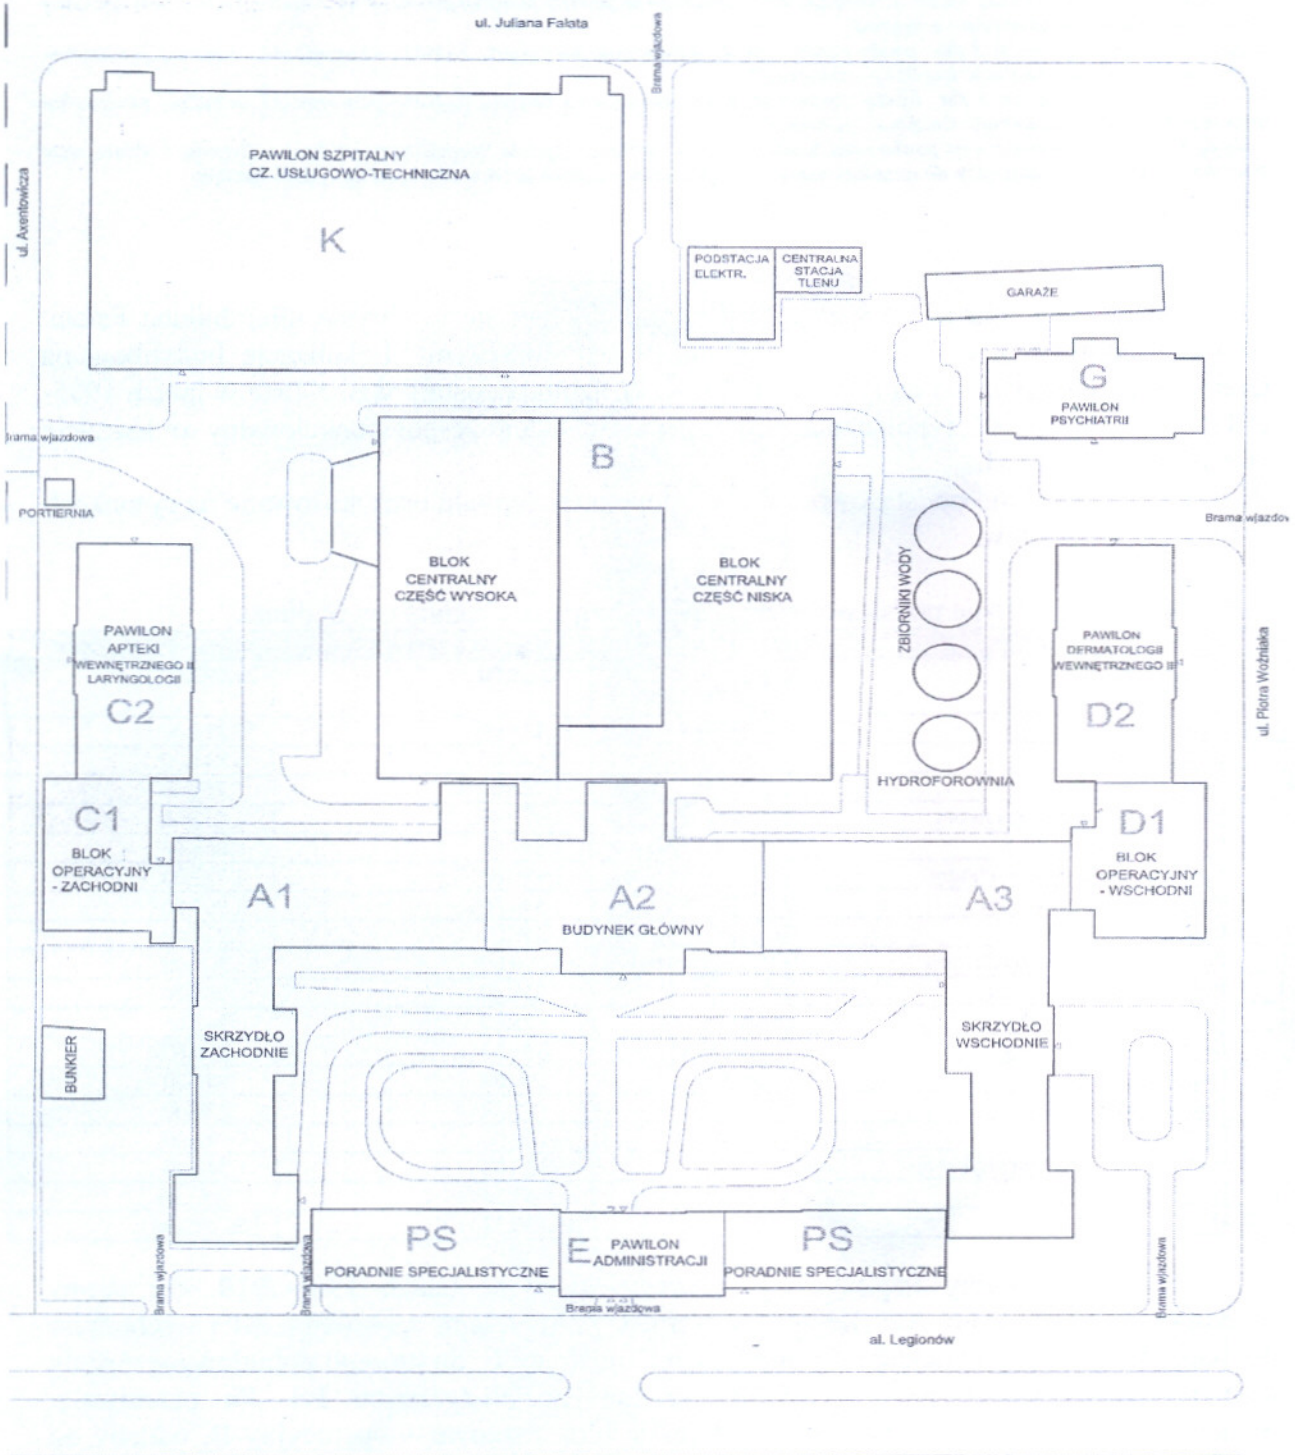 ul. Juliana Fałata
Brama wjazdowa
ul. Axentowicza
PAWILON SZPITALNY
CZ. USŁUGOWO-TECHNICZNA
K
PODSTACJA
ELEKTR.
CENTRALNA
STACJA
TLENU
GARAŻE
G
PAWILON
PSYCHIATRII
Brama wjazdowa
PORTIERNIA
B
BLOK
CENTRALNY
CZĘŚĆ WYSOKA
BLOK
CENTRALNY
CZĘŚĆ NISKA
ZBIORNIKI WODY
HYDROFOROWNIA
Brama wjazdow
ul. Piotra Woźniaka
PAWILON
APTEKI
WEWNĘTRZNEGO II
LARYNGOLOGII
C2
PAWILON
DERMATOLOGII
WEWNĘTRZNEGO III
D2
C1
BLOK
OPERACYJNY
- ZACHODNI
D1
BLOK
OPERACYJNY
- WSCHODNI
A1
A2
BUDYNEK GŁÓWNY
A3
BUNKIER
SKRZYDŁO
ZACHODNIE
SKRZYDŁO
WSCHODNIE
PS
PORADNIE SPECJALISTYCZNE
E
PAWILON
ADMINISTRACJI
PS
PORADNIE SPECJALISTYCZNE
Brama wjazdowa
Brama wjazdowa
Brama wjazdowa
Brama wjazdowa
al. Legionów